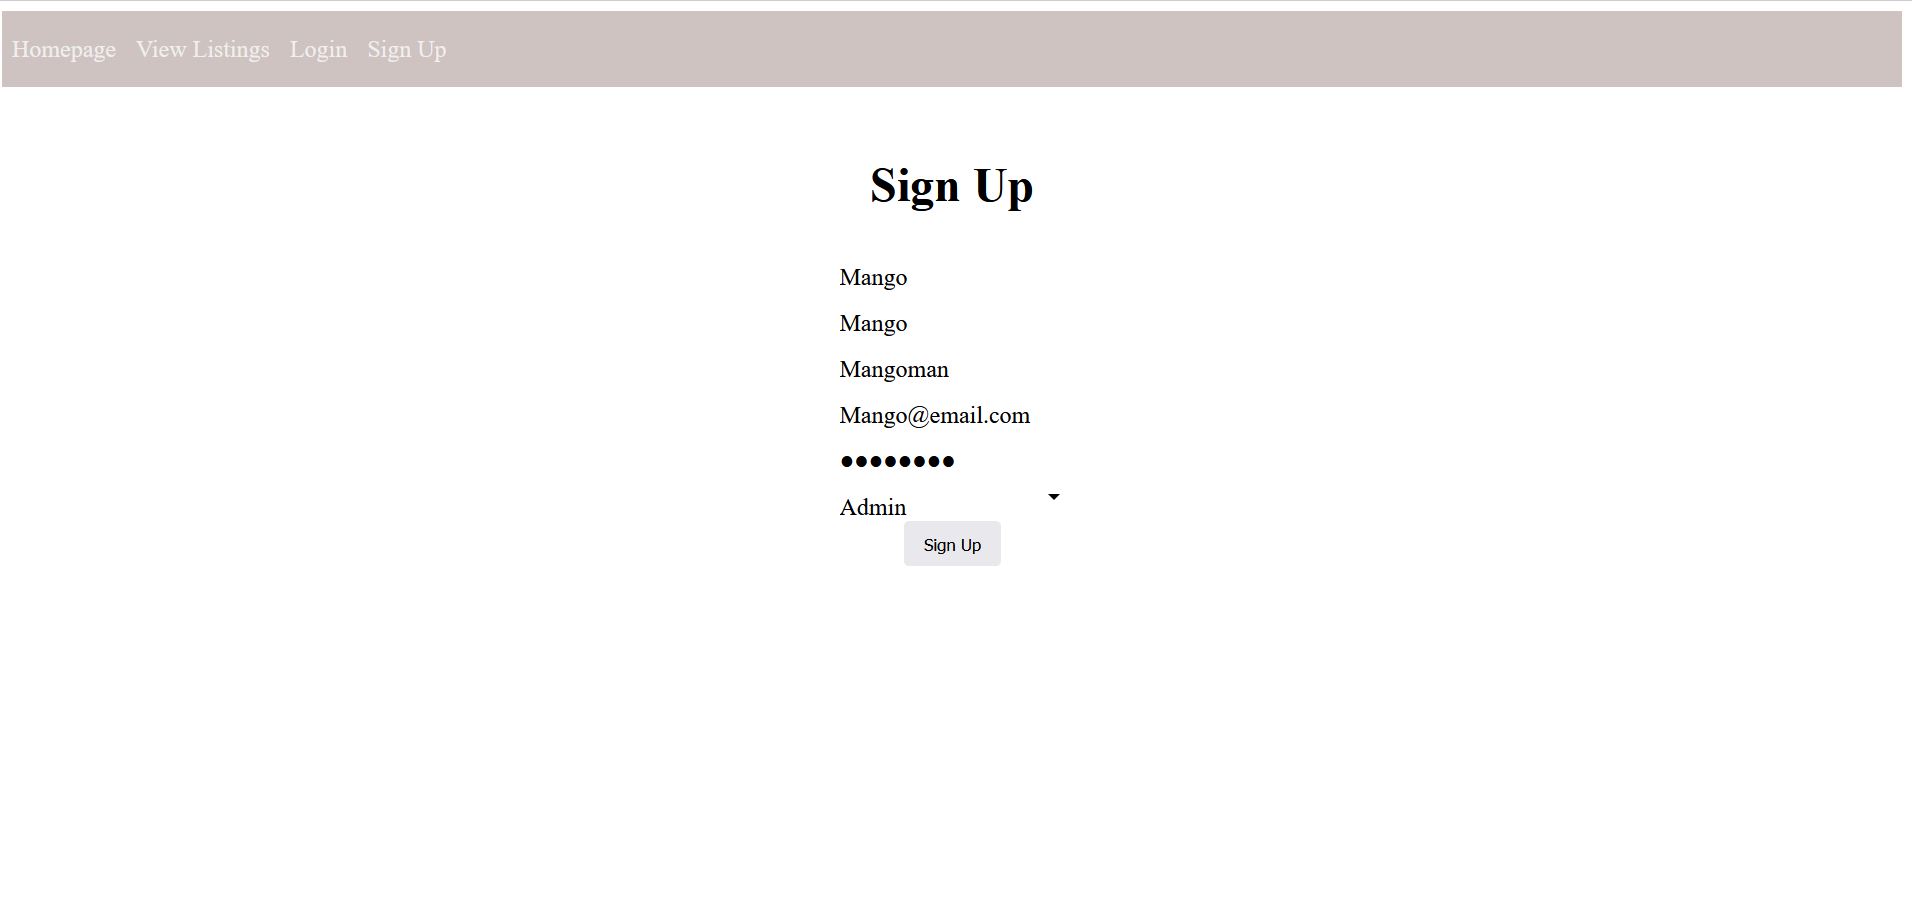 Homepage View Listings Login Sign Up
Sign Up
Mango
Mango
Mangoman
Mango@email.com
●●●●●●●●
Admin
Sign Up